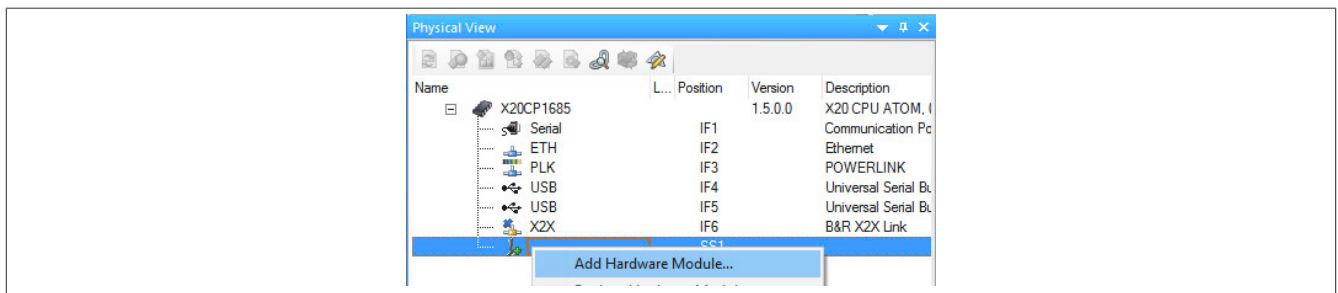 Physical View
Name L... Position Version Description
X20CP1685 1.5.0.0 X20 CPU ATOM, (
Serial IF1 Communication Po
ETH IF2 Ethernet
PLK IF3 POWERLINK
USB IF4 Universal Serial Bu
USB IF5 Universal Serial Bu
X2X IF6 B&R X2X Link
SS1
Add Hardware Module...